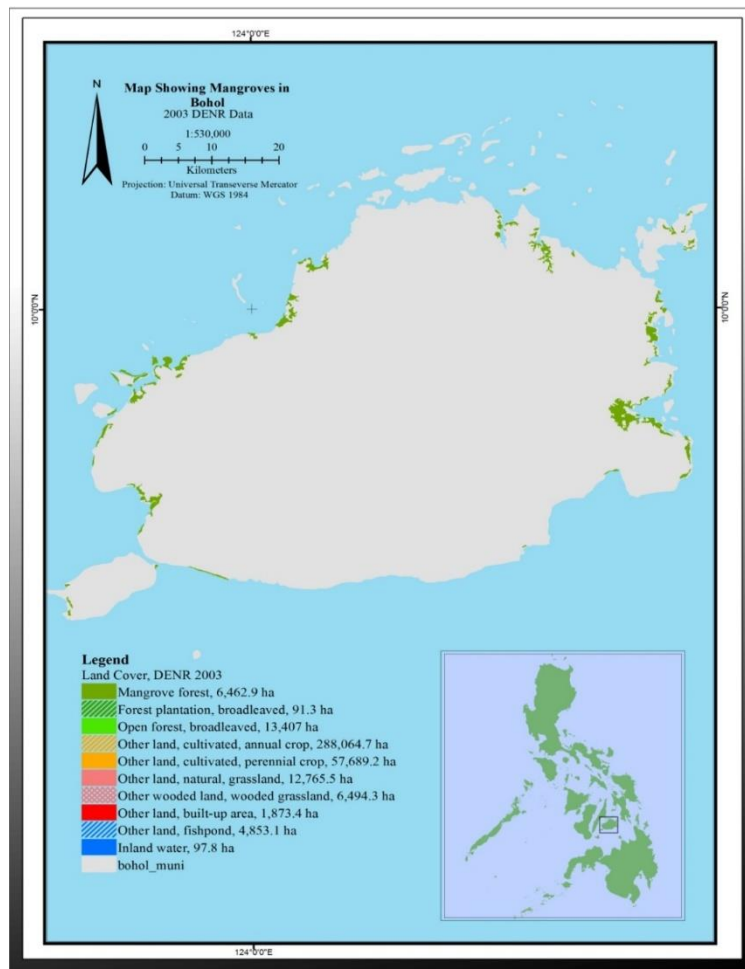 124°0'0"E
N
Map Showing Mangroves in
Bohol
2003 DENR Data
1:530,000
0 5 10 20
Kilometers
Projection: Universal Transeverse Mercator
Datum: WGS 1984
10°0'0"N
10°0'0"N
Legend
Land Cover, DENR 2003
Mangrove forest, 6,462.9 ha
Forest plantation, broadleaved, 91.3 ha
Open forest, broadleaved, 13,407 ha
Other land, cultivated, annual crop, 288,064.7 ha
Other land, cultivated, perennial crop, 57,689.2 ha
Other land, natural, grassland, 12,765.5 ha
Other wooded land, wooded grassland, 6,494.3 ha
Other land, built-up area, 1,873.4 ha
Other land, fishpond, 4,853.1 ha
Inland water, 97.8 ha
bohol_muni
124°0'0"E